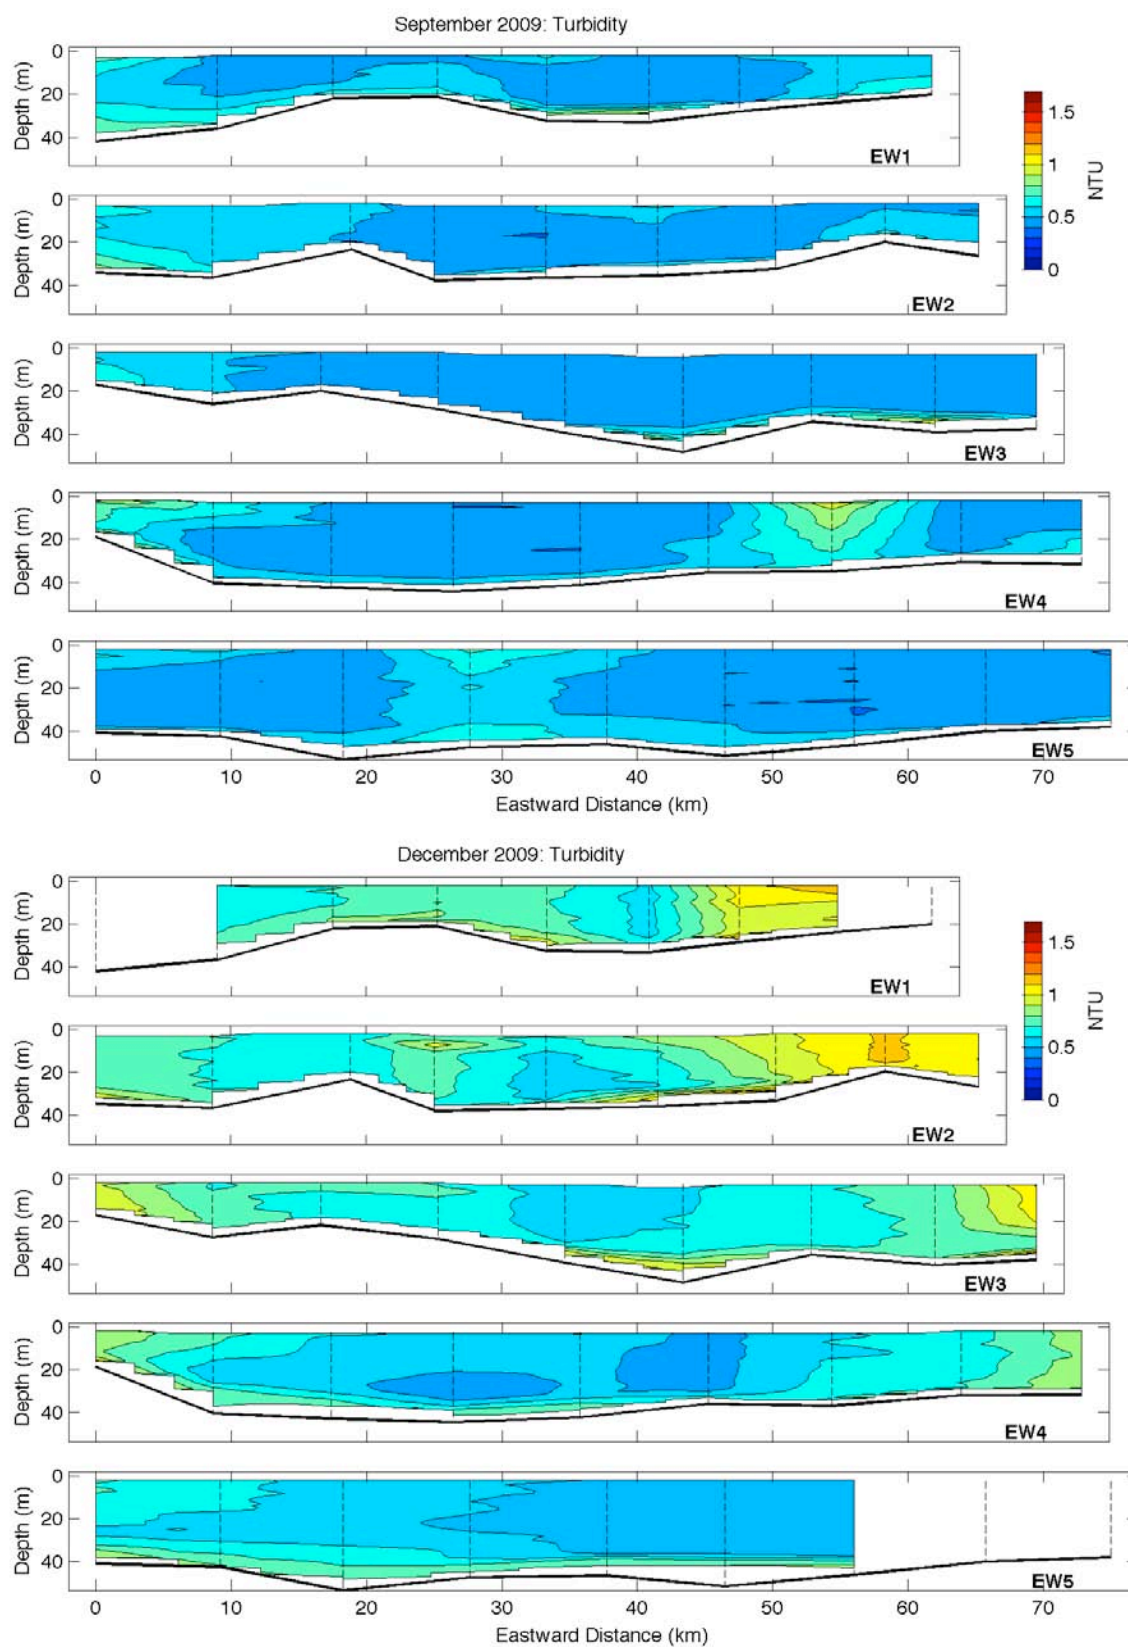 September 2009: Turbidity
0
20
40
Depth (m)
EW1
1.5
1
0.5
0
NTU
0
20
40
Depth (m)
EW2
0
20
40
Depth (m)
EW3
0
20
40
Depth (m)
EW4
0
20
40
Depth (m)
EW5
0 10 20 30 40 50 60 70
Eastward Distance (km)
December 2009: Turbidity
0
20
40
Depth (m)
EW1
1.5
1
0.5
0
NTU
0
20
40
Depth (m)
EW2
0
20
40
Depth (m)
EW3
0
20
40
Depth (m)
EW4
0
20
40
Depth (m)
EW5
0 10 20 30 40 50 60 70
Eastward Distance (km)